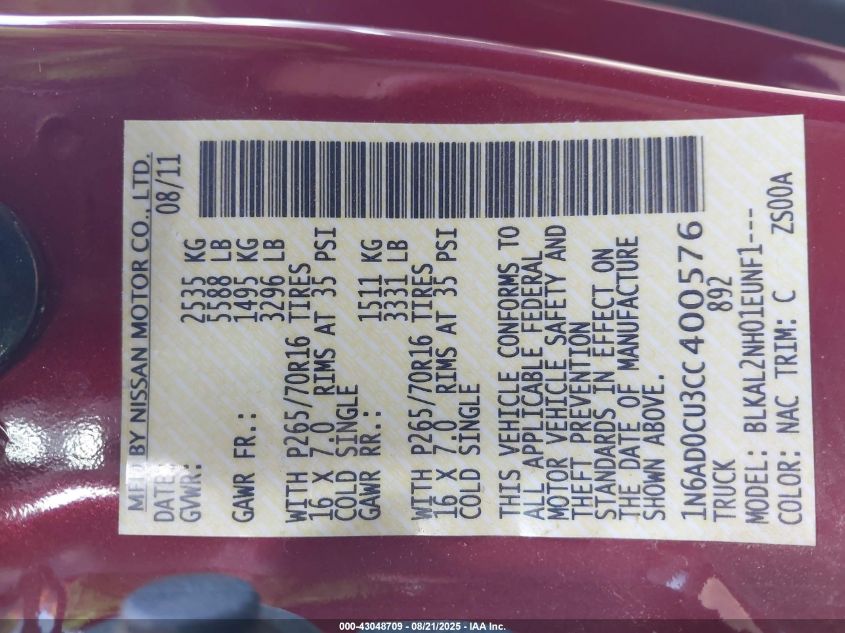 MFD BY NISSAN MOTOR CO., LTD.
DATE: 08/11
GVWR: 2535 KG
5588 LB
GAWR FR.: 1495 KG
3296 LB
WITH P265/70R16 TIRES
16 X 7.0 RIMS AT 35 PSI
COLD SINGLE
GAWR RR.: 1511 KG
3331 LB
WITH P265/70R16 TIRES
16 X 7.0 RIMS AT 35 PSI
COLD SINGLE
THIS VEHICLE CONFORMS TO
ALL APPLICABLE FEDERAL
MOTOR VEHICLE SAFETY AND
THEFT PREVENTION
STANDARDS IN EFFECT ON
THE DATE OF MANUFACTURE
SHOWN ABOVE.
1N6AD0CU3CC400576
TRUCK 892
MODEL: BLKAL2NH01EUNF1---
COLOR: NAC TRIM: C ZS00A
000-43048709 - 08/21/2025 - IAA Inc.